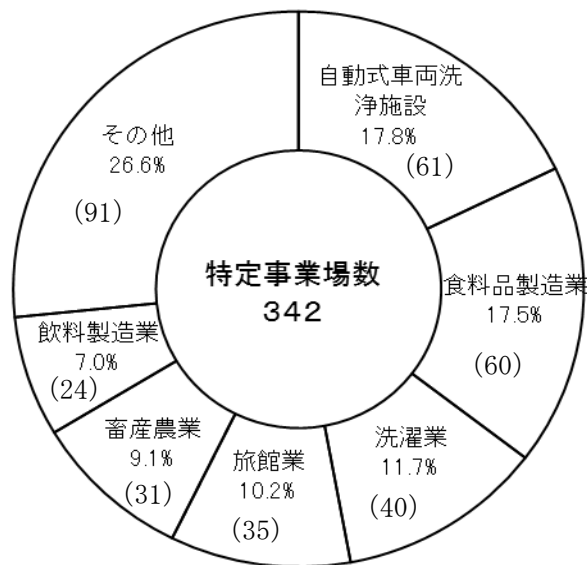 自動式車両洗
浄施設
17.8%
(61)
食料品製造業
17.5%
(60)
洗濯業
11.7%
(40)
旅館業
10.2%
(35)
畜産農業
9.1%
(31)
飲料製造業
7.0%
(24)
その他
26.6%
(91)
特定事業場数
342